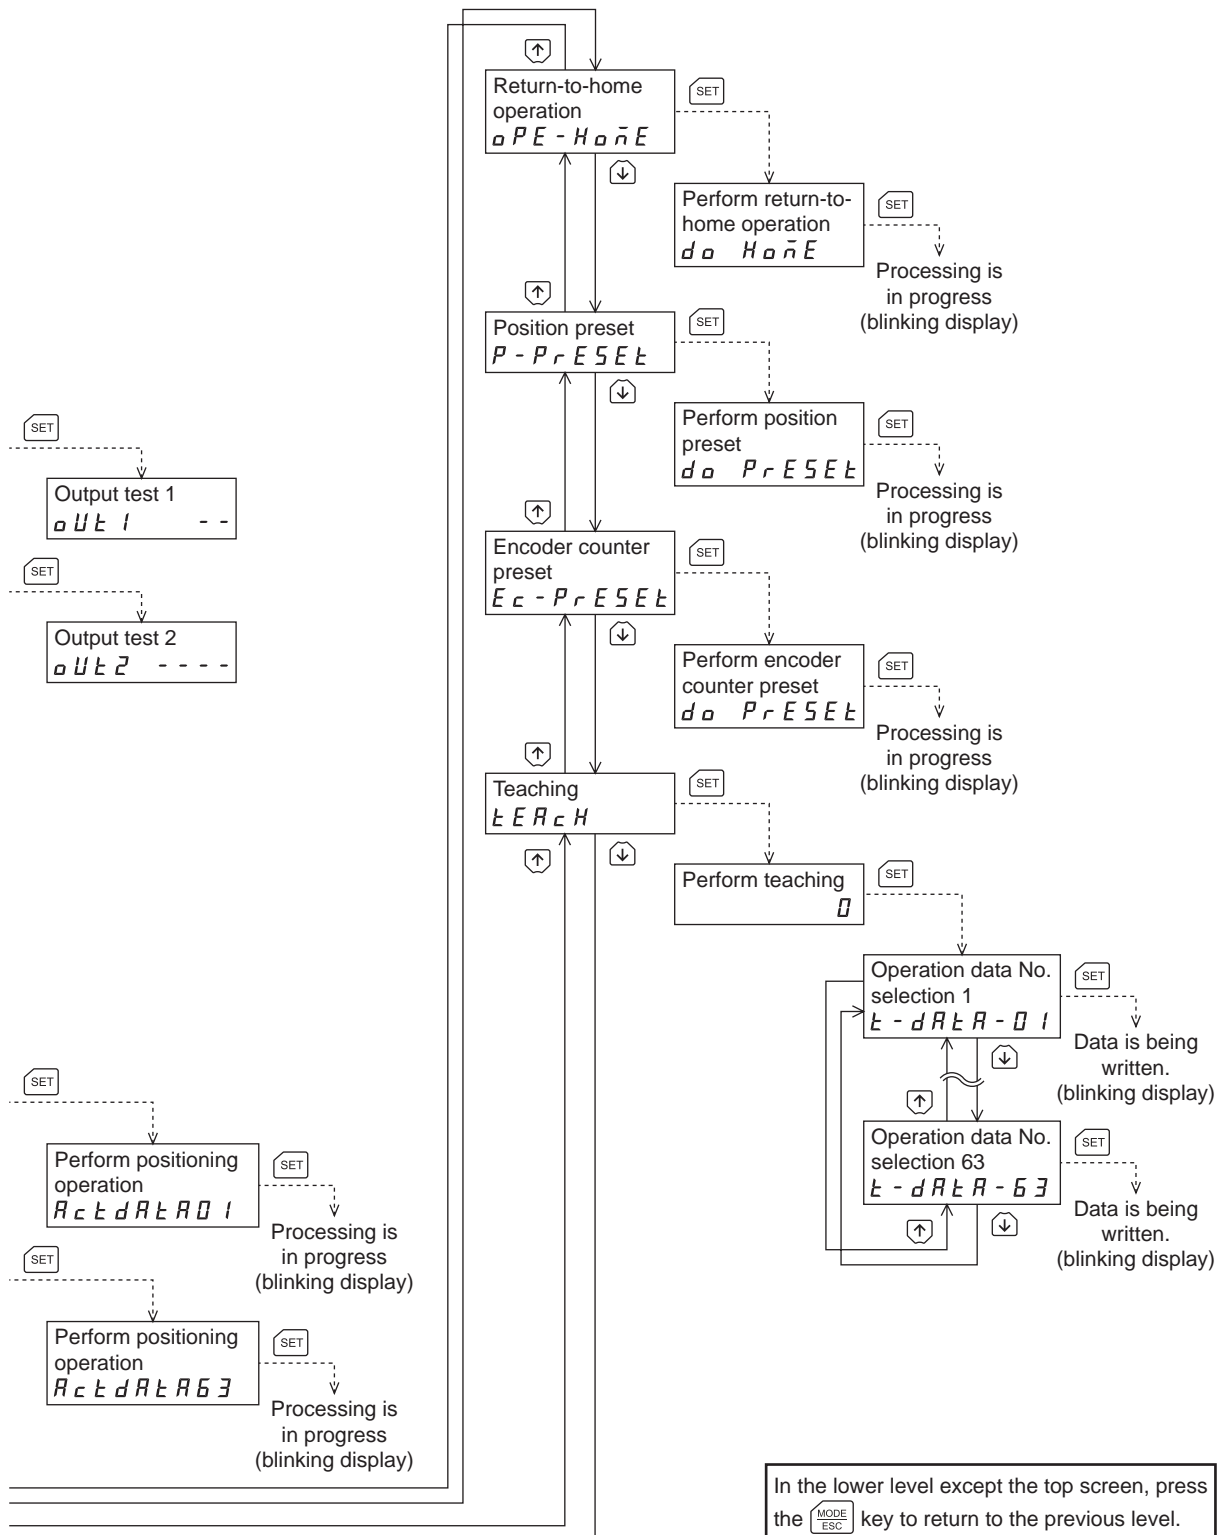 Return-to-home
operation
oPE-HomE
SET
Perform return-to-
home operation
do HomE
SET
Processing is
in progress
(blinking display)
Position preset
P-PrESEt
SET
Perform position
preset
do PrESEt
SET
Processing is
in progress
(blinking display)
Encoder counter
preset
Ec-PrESEt
SET
Perform encoder
counter preset
do PrESEt
SET
Processing is
in progress
(blinking display)
Teaching
tEAcH
SET
Perform teaching
0
SET
Operation data No.
selection 1
t-dAtA-01
SET
Data is being
written.
(blinking display)
Operation data No.
selection 63
t-dAtA-63
SET
Data is being
written.
(blinking display)
SET
Output test 1
oUt1 --
SET
Output test 2
oUt2 ----
SET
Perform positioning
operation
ActdAtA01
SET
Processing is
in progress
(blinking display)
SET
Perform positioning
operation
ActdAtA63
SET
Processing is
in progress
(blinking display)
In the lower level except the top screen, press
the MODE ESC key to return to the previous level.